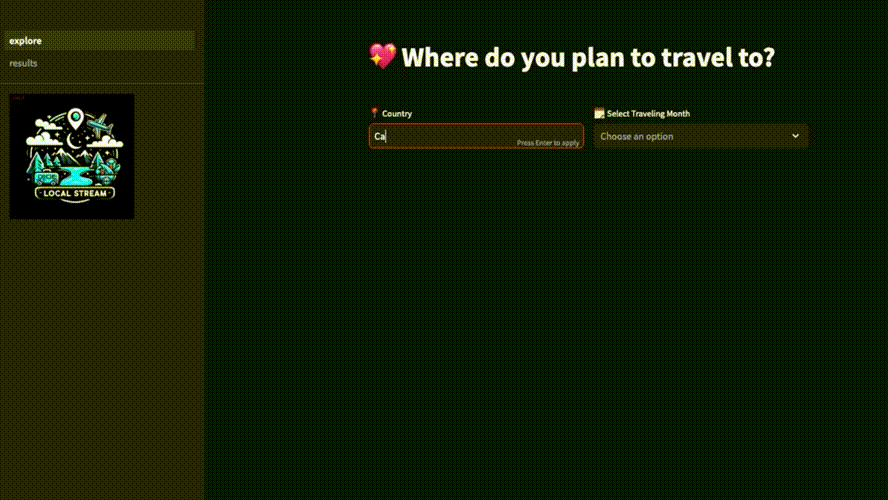 explore
results
LOCAL STREAM
💖 Where do you plan to travel to?
📍 Country
Ca
Press Enter to apply
🗓️ Select Traveling Month
Choose an option